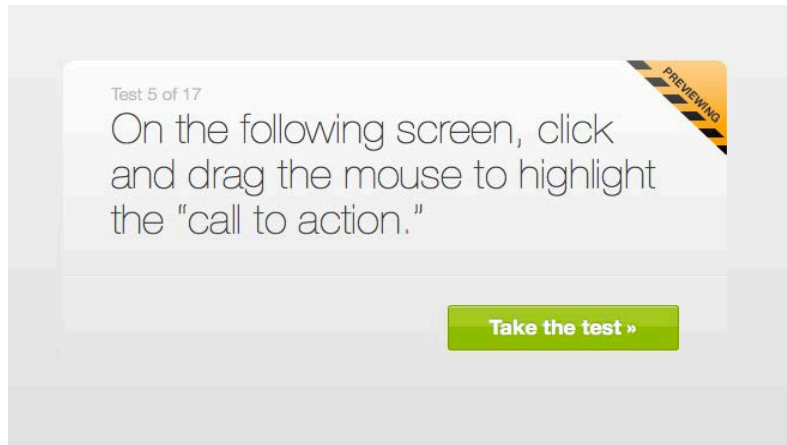 Test 5 of 17
PREVIEWING
On the following screen, click
and drag the mouse to highlight
the “call to action.”
Take the test »